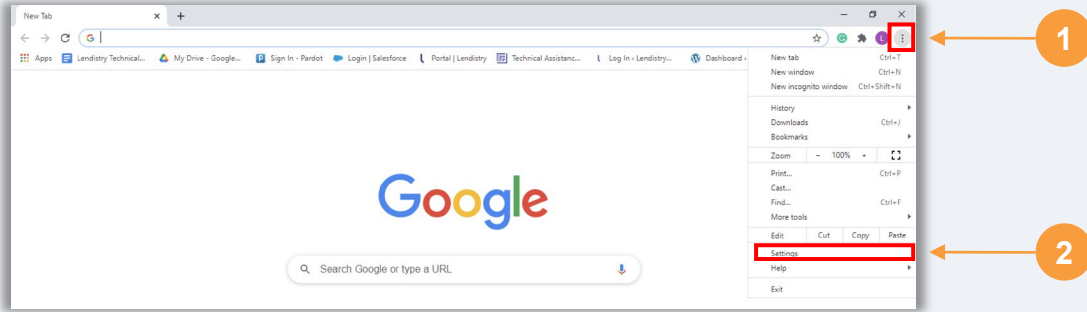 New Tab
G
L
1
Apps Lendistry Technical... My Drive - Google... Sign In - Pardot Login | Salesforce Portal | Lendistry Technical Assistanc... Log In ‹ Lendistry... Dashboard ‹
New tab Ctrl+T
New window Ctrl+N
New incognito window Ctrl+Shift+N
History
Downloads Ctrl+J
Bookmarks
Zoom - 100% +
Print... Ctrl+P
Cast...
Find... Ctrl+F
More tools
Edit Cut Copy Paste
Settings
2
Help
Exit
Google
Search Google or type a URL